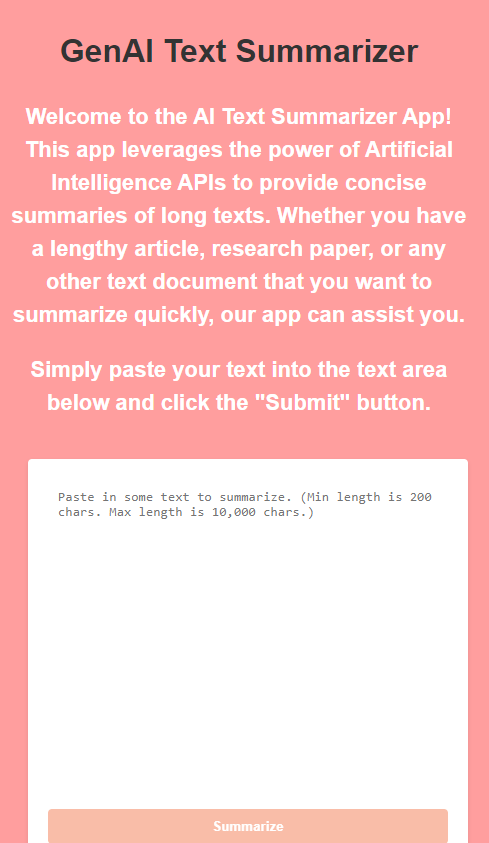 GenAI Text Summarizer
Welcome to the AI Text Summarizer App!
This app leverages the power of Artificial
Intelligence APIs to provide concise
summaries of long texts. Whether you have
a lengthy article, research paper, or any
other text document that you want to
summarize quickly, our app can assist you.
Simply paste your text into the text area
below and click the "Submit" button.
Paste in some text to summarize. (Min length is 200
chars. Max length is 10,000 chars.)
Summarize